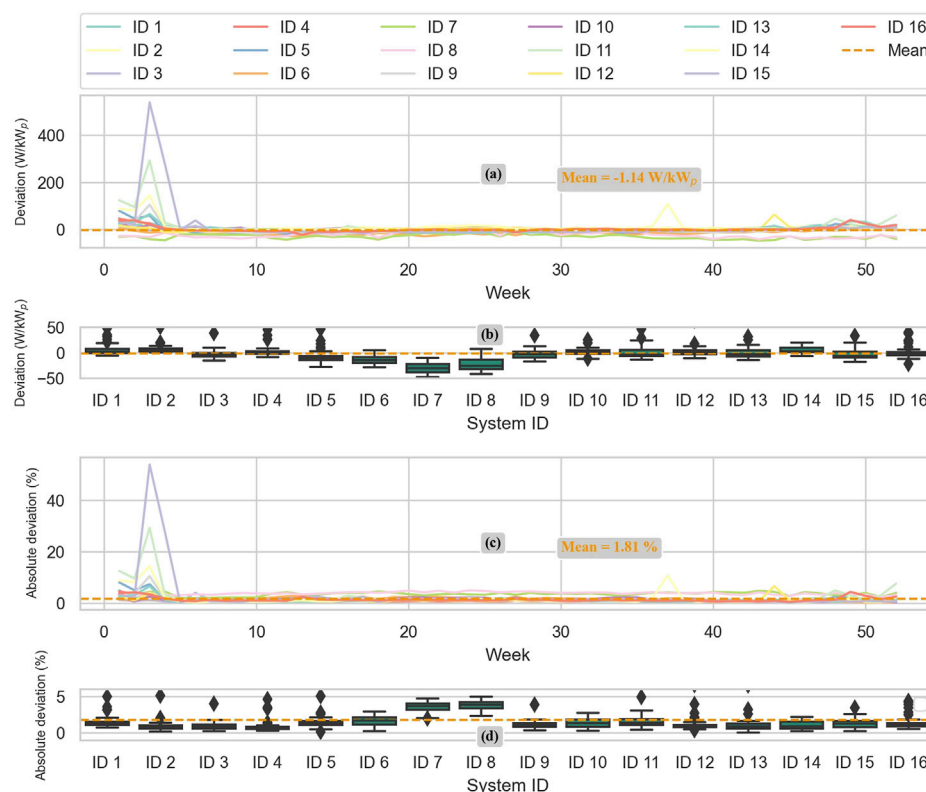 ID 1 ID 4 ID 7 ID 10 ID 13 ID 16
ID 2 ID 5 ID 8 ID 11 ID 14 Mean
ID 3 ID 6 ID 9 ID 12 ID 15
Deviation (W/kWp)
400
200
0
(a)
Mean = -1.14 W/kWp
0 10 20 30 40 50
Week
Deviation (W/kWp)
50
0
−50
(b)
ID 1 ID 2 ID 3 ID 4 ID 5 ID 6 ID 7 ID 8 ID 9 ID 10 ID 11 ID 12 ID 13 ID 14 ID 15 ID 16
System ID
Absolute deviation (%)
40
20
0
(c)
Mean = 1.81 %
0 10 20 30 40 50
Week
Absolute deviation (%)
5
0
(d)
ID 1 ID 2 ID 3 ID 4 ID 5 ID 6 ID 7 ID 8 ID 9 ID 10 ID 11 ID 12 ID 13 ID 14 ID 15 ID 16
System ID